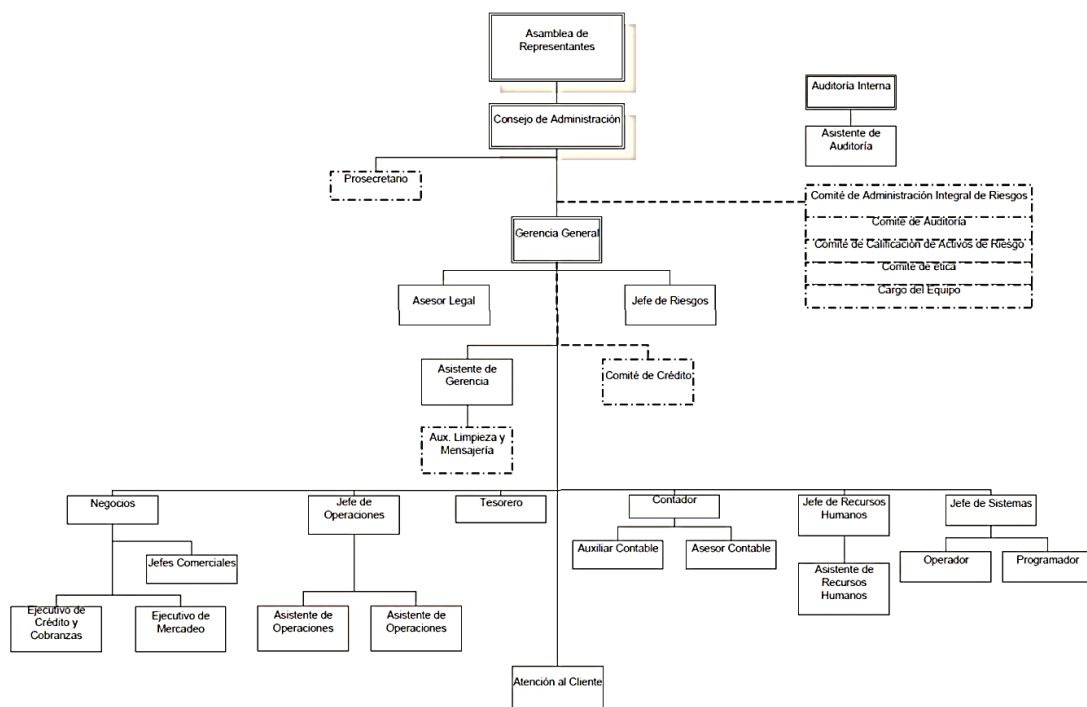 Asamblea de
Representantes
Auditoría Interna
Consejo de Administración
Asistente de
Auditoría
Prosecretario
Comité de Administración Integral de Riesgos
Comité de Auditoría
Comité de Calificación de Activos de Riesgo
Comité de ética
Cargo del Equipo
Gerencia General
Asesor Legal
Jefe de Riesgos
Asistente de
Gerencia
Comité de Crédito
Aux. Limpieza y
Mensajería
Negocios
Jefe de
Operaciones
Tesorero
Contador
Jefe de Recursos
Humanos
Jefe de Sistemas
Jefes Comerciales
Auxiliar Contable
Asesor Contable
Asistente de
Recursos
Humanos
Operador
Programador
Ejecutivo de
Crédito y
Cobranzas
Ejecutivo de
Mercadeo
Asistente de
Operaciones
Asistente de
Operaciones
Atención al Cliente